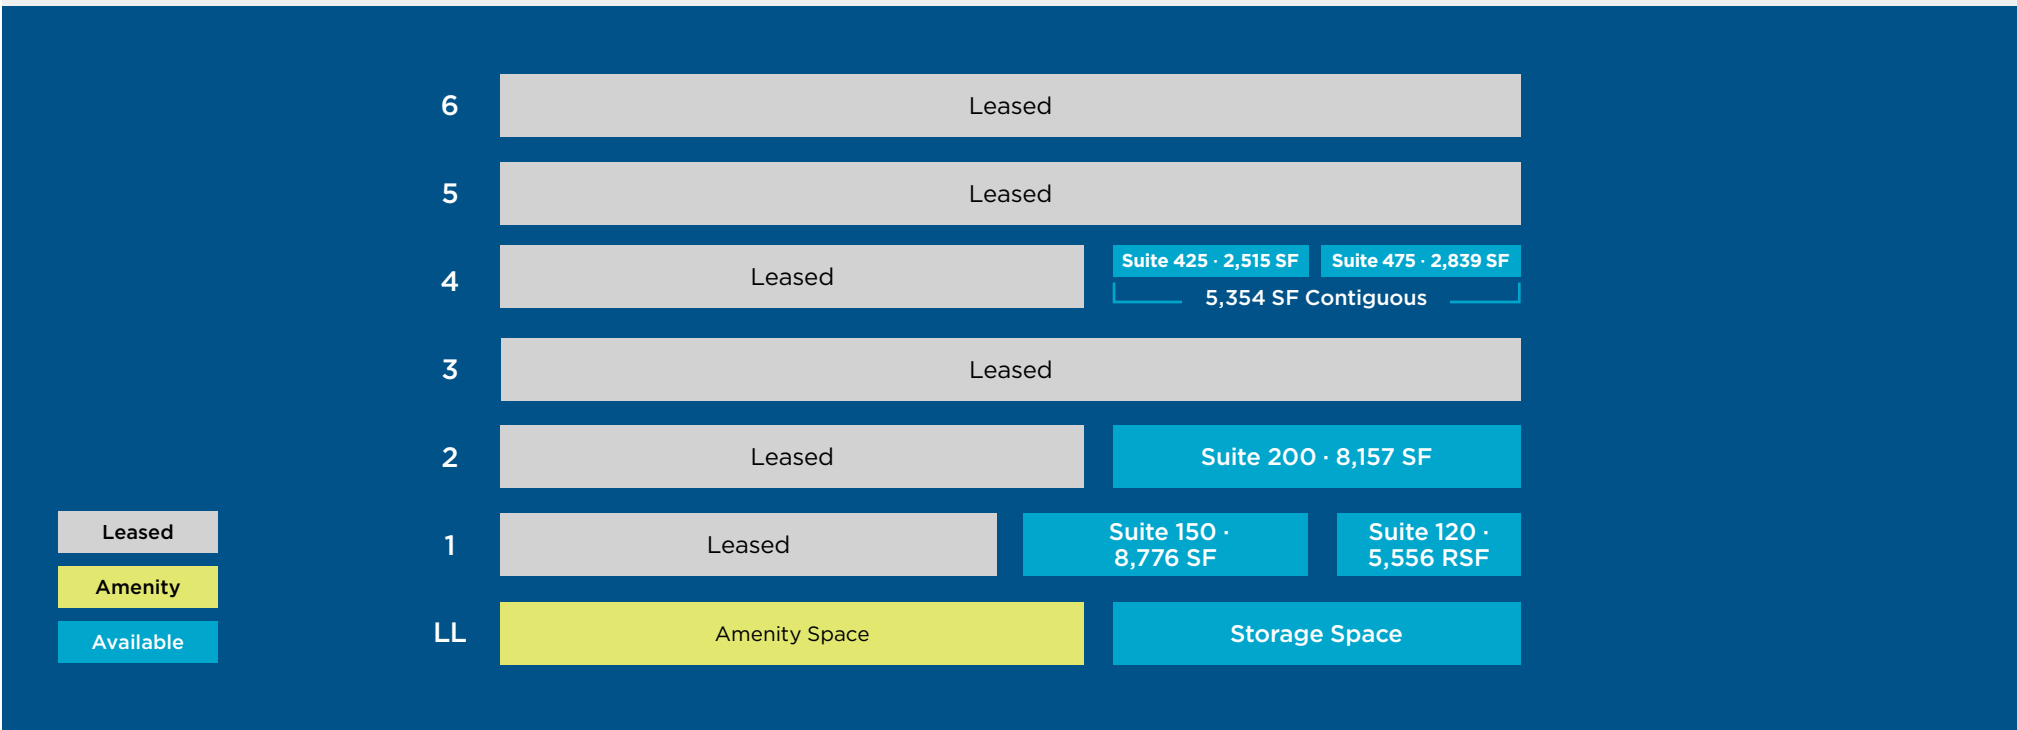 6
Leased
5
Leased
4
Leased
Suite 425 · 2,515 SF
Suite 475 · 2,839 SF
5,354 SF Contiguous
3
Leased
2
Leased
Suite 200 · 8,157 SF
1
Leased
Suite 150 ·
8,776 SF
Suite 120 ·
5,556 RSF
LL
Amenity Space
Storage Space
Leased
Amenity
Available